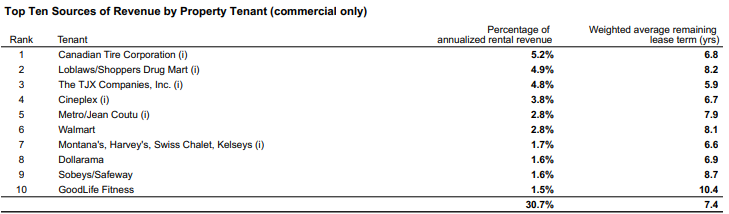 Top Ten Sources of Revenue by Property Tenant (commercial only)
Percentage of Weighted average remaining
Rank Tenant annualized rental revenue lease term (yrs)
1 Canadian Tire Corporation (i) 5.2% 6.8
2 Loblaws/Shoppers Drug Mart (i) 4.9% 8.2
3 The TJX Companies, Inc. (i) 4.8% 5.9
4 Cineplex (i) 3.8% 6.7
5 Metro/Jean Coutu (i) 2.8% 7.9
6 Walmart 2.8% 8.1
7 Montana's, Harvey's, Swiss Chalet, Kelseys (i) 1.7% 6.6
8 Dollarama 1.6% 6.9
9 Sobeys/Safeway 1.6% 8.7
10 GoodLife Fitness 1.5% 10.4
30.7% 7.4